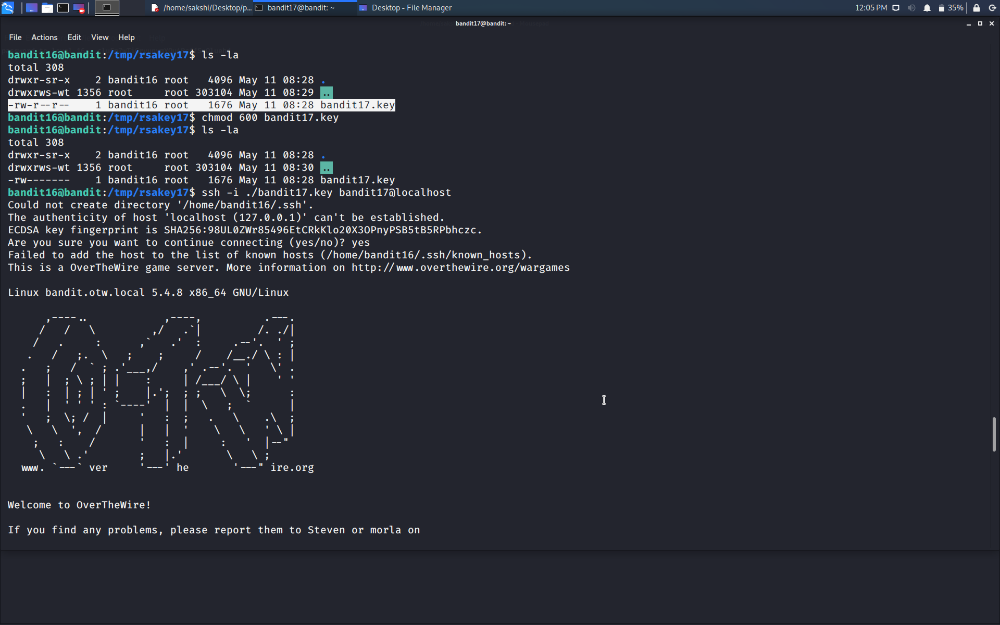 /home/sakshi/Desktop/p... bandit17@bandit: ~ Desktop - File Manager 12:05 PM 35%
bandit17@bandit: ~
File Actions Edit View Help
bandit16@bandit:/tmp/rsakey17$ ls -la
total 308
drwxr-sr-x    2 bandit16 root   4096 May 11 08:28 .
drwxrws-wt 1356 root     root 303104 May 11 08:29 ..
-rw-r--r--    1 bandit16 root   1676 May 11 08:28 bandit17.key
bandit16@bandit:/tmp/rsakey17$ chmod 600 bandit17.key
bandit16@bandit:/tmp/rsakey17$ ls -la
total 308
drwxr-sr-x    2 bandit16 root   4096 May 11 08:28 .
drwxrws-wt 1356 root     root 303104 May 11 08:30 ..
-rw-------    1 bandit16 root   1676 May 11 08:28 bandit17.key
bandit16@bandit:/tmp/rsakey17$ ssh -i ./bandit17.key bandit17@localhost
Could not create directory '/home/bandit16/.ssh'.
The authenticity of host 'localhost (127.0.0.1)' can't be established.
ECDSA key fingerprint is SHA256:98UL0ZWr85496EtCRkKlo20X3OPnyPSB5tB5RPbhczc.
Are you sure you want to continue connecting (yes/no)? yes
Failed to add the host to the list of known hosts (/home/bandit16/.ssh/known_hosts).
This is a OverTheWire game server. More information on http://www.overthewire.org/wargames
Linux bandit.otw.local 5.4.8 x86_64 GNU/Linux
www. ver he ire.org
Welcome to OverTheWire!
If you find any problems, please report them to Steven or morla on